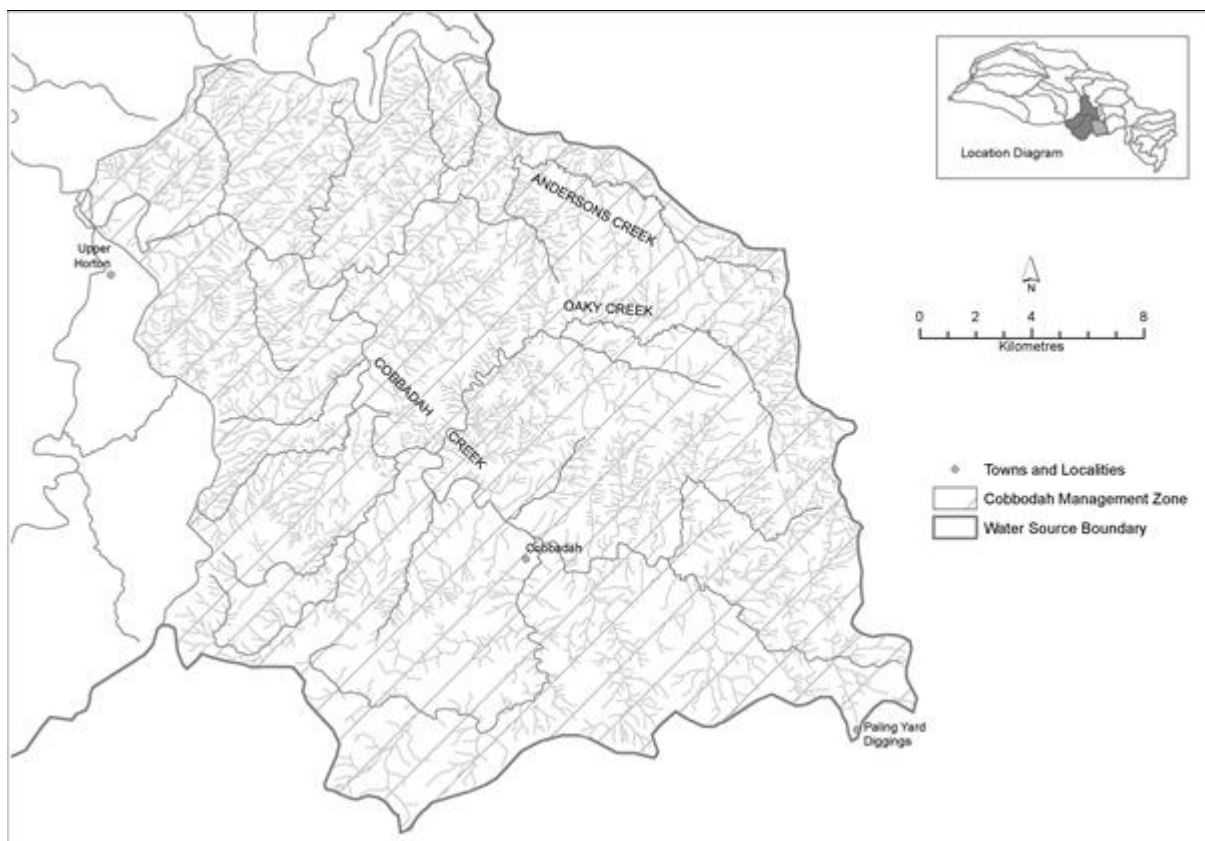 Location Diagram
ANDERSONS CREEK
Upper
Horton
N
OAKY CREEK
0 2 4 8
Kilometres
COBBADAH
CREEK
Towns and Localities
Cobbodah Management Zone
Water Source Boundary
Cobbadah
Paling Yard
Diggings